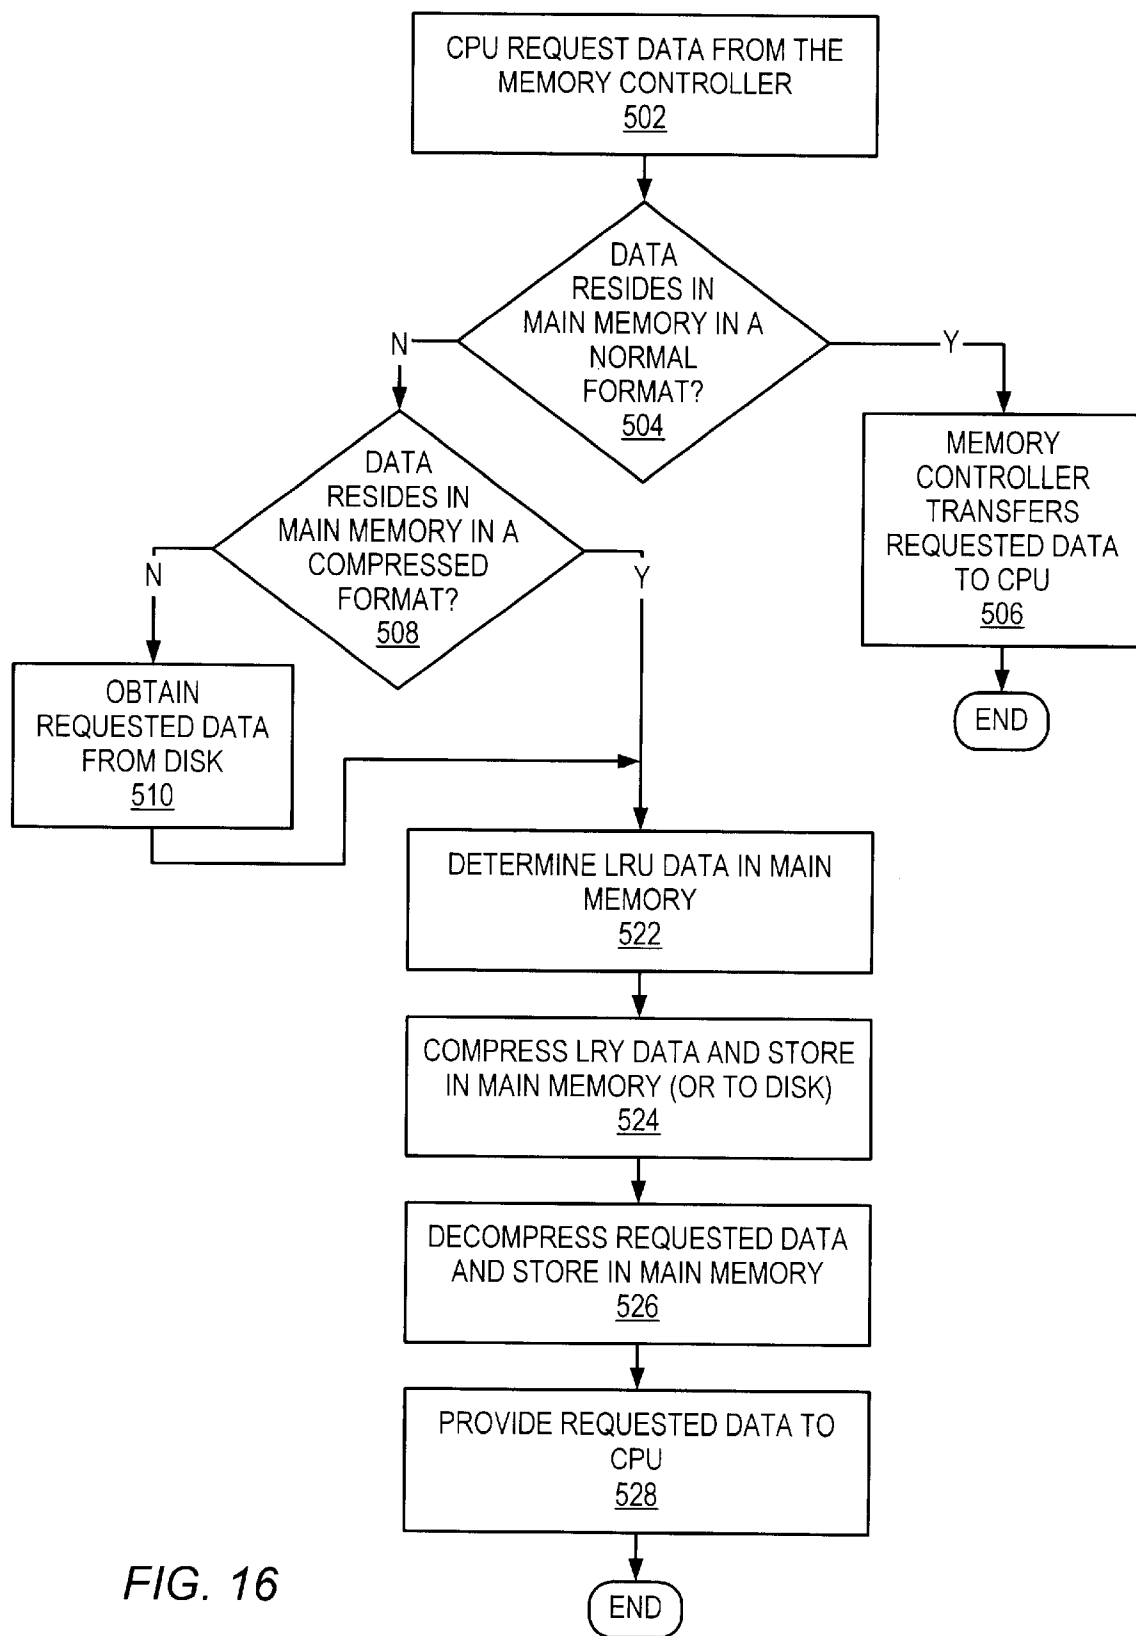 CPU REQUEST DATA FROM THE
MEMORY CONTROLLER
502
DATA
RESIDES IN
MAIN MEMORY IN A
NORMAL
FORMAT?
504
N
Y
DATA
RESIDES IN
MAIN MEMORY IN A
COMPRESSED
FORMAT?
508
MEMORY
CONTROLLER
TRANSFERS
REQUESTED DATA
TO CPU
506
N
Y
END
OBTAIN
REQUESTED DATA
FROM DISK
510
DETERMINE LRU DATA IN MAIN
MEMORY
522
COMPRESS LRY DATA AND STORE
IN MAIN MEMORY (OR TO DISK)
524
DECOMPRESS REQUESTED DATA
AND STORE IN MAIN MEMORY
526
PROVIDE REQUESTED DATA TO
CPU
528
END
FIG. 16